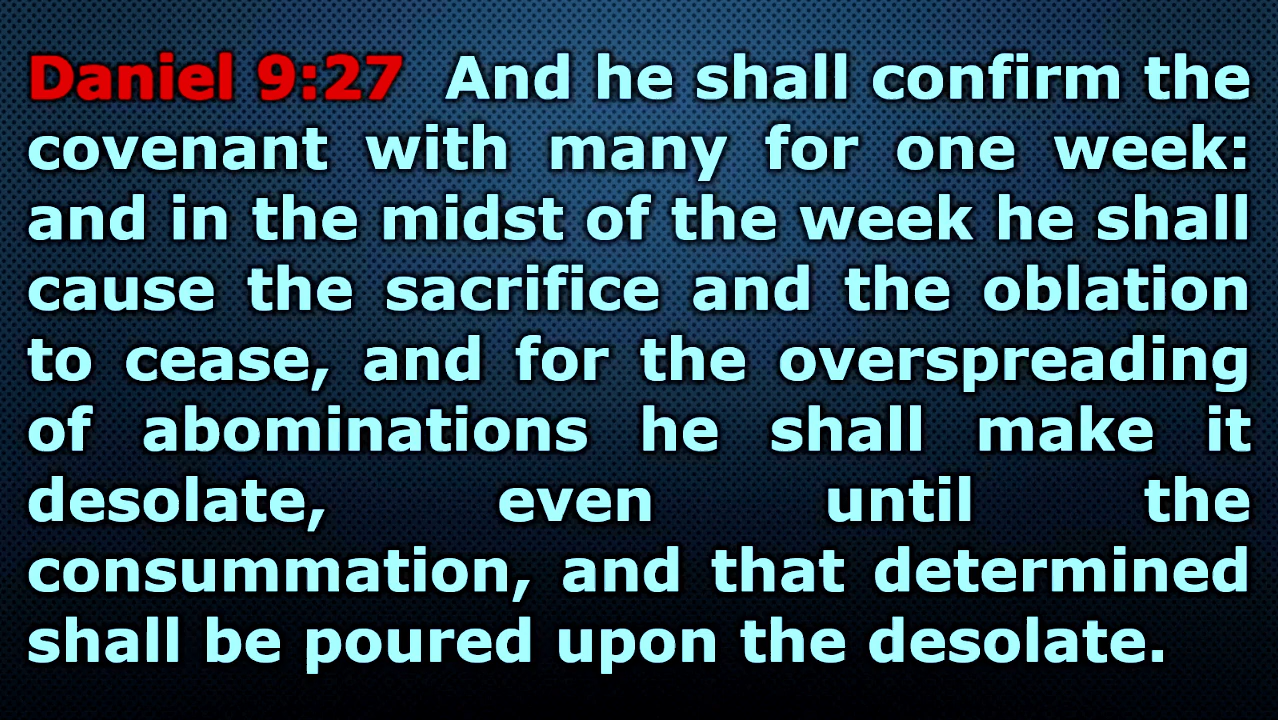 Daniel 9:27 And he shall confirm the
covenant with many for one week:
and in the midst of the week he shall
cause the sacrifice and the oblation
to cease, and for the overspreading
of abominations he shall make it
desolate, even until the
consummation, and that determined
shall be poured upon the desolate.